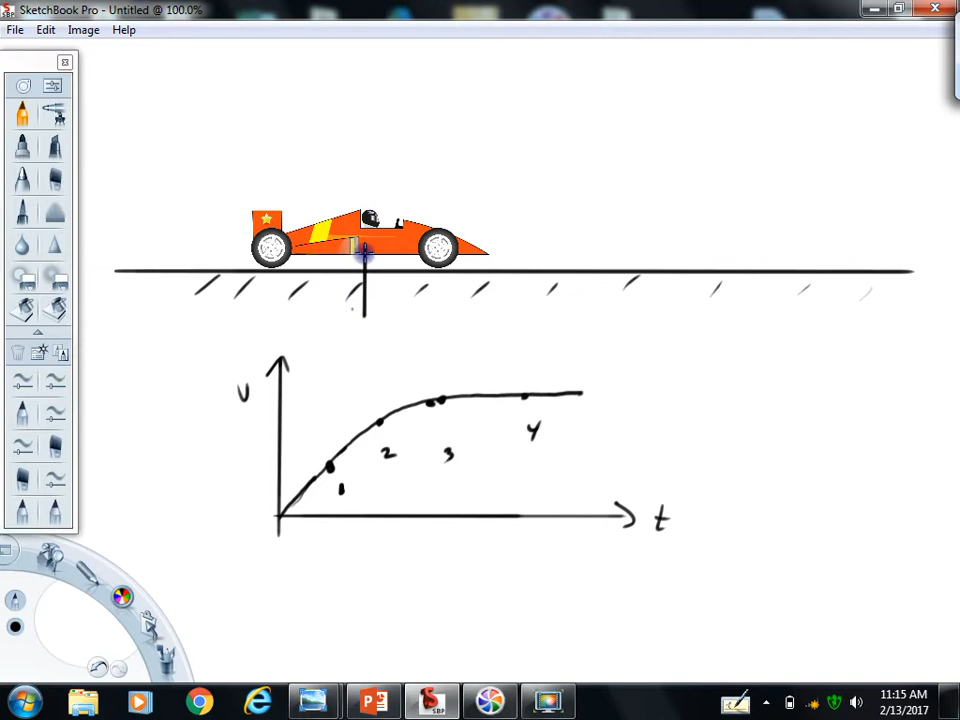 SketchBook Pro - Untitled @ 100.0%
File Edit Image Help
v
1
2
3
4
t
SBP
11:15 AM
2/13/2017